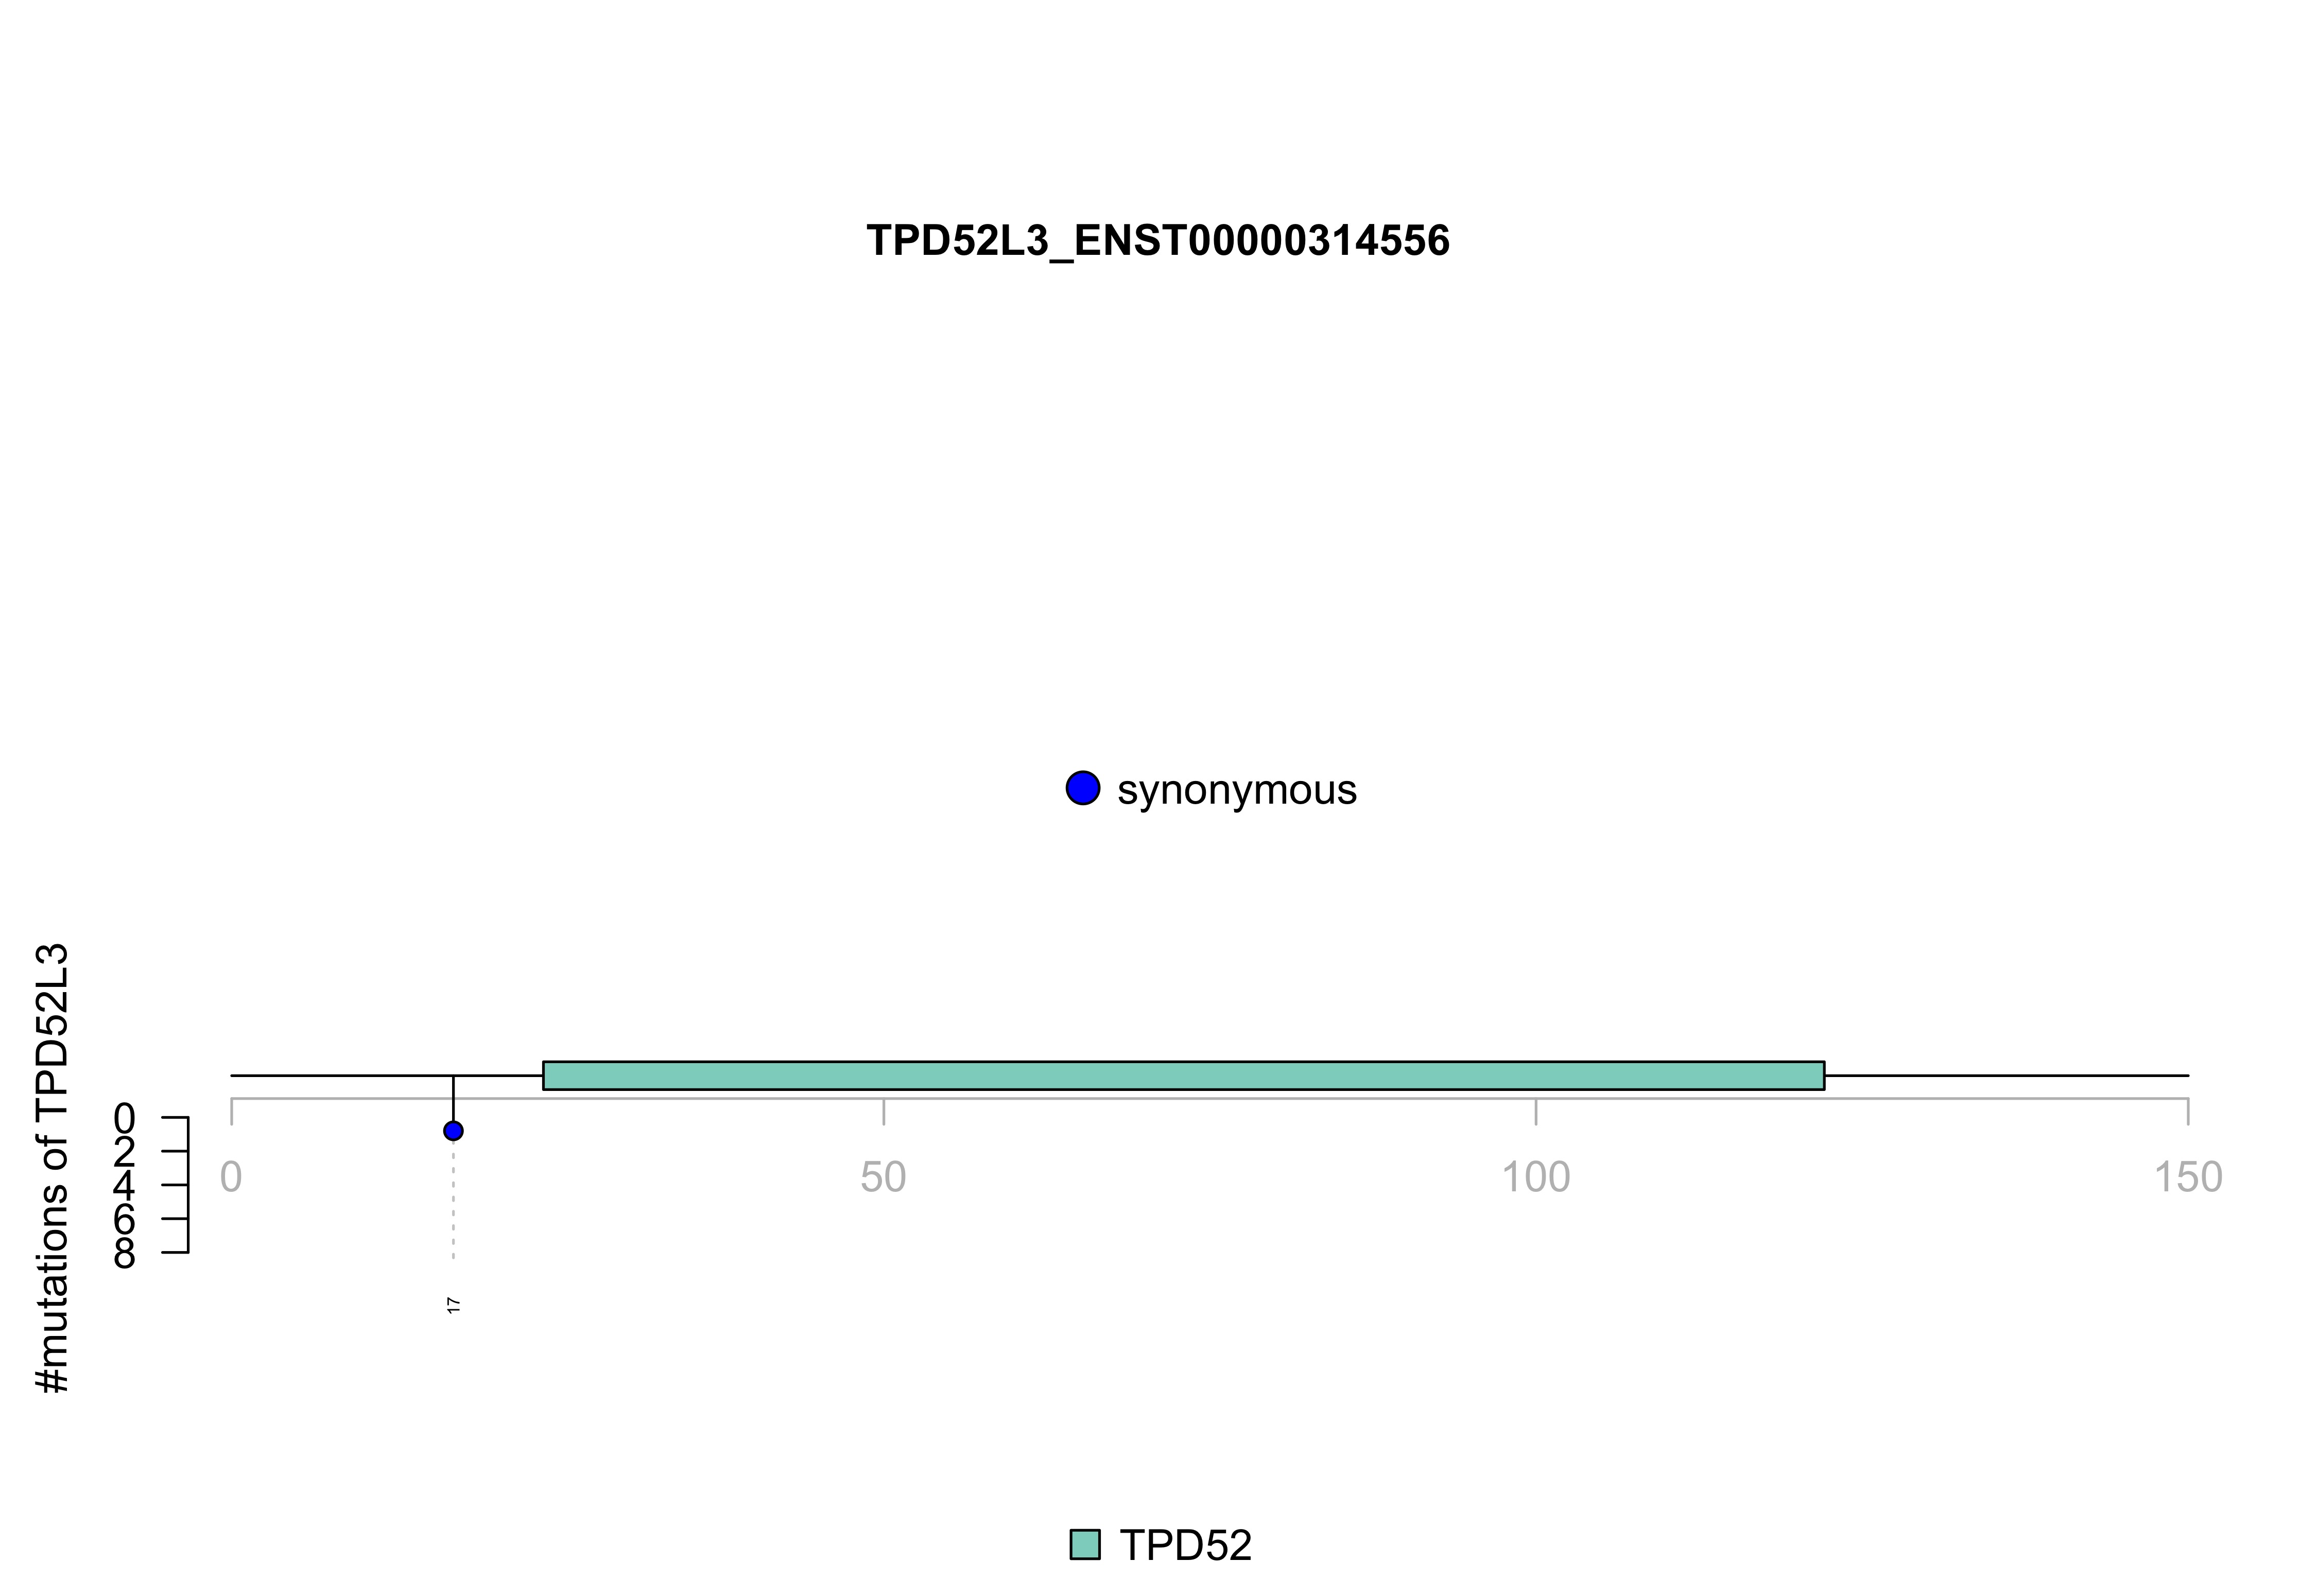 TPD52L3_ENST00000314556
synonymous
#mutations of TPD52L3
0
2
4
6
8
0 50 100 150
17
TPD52